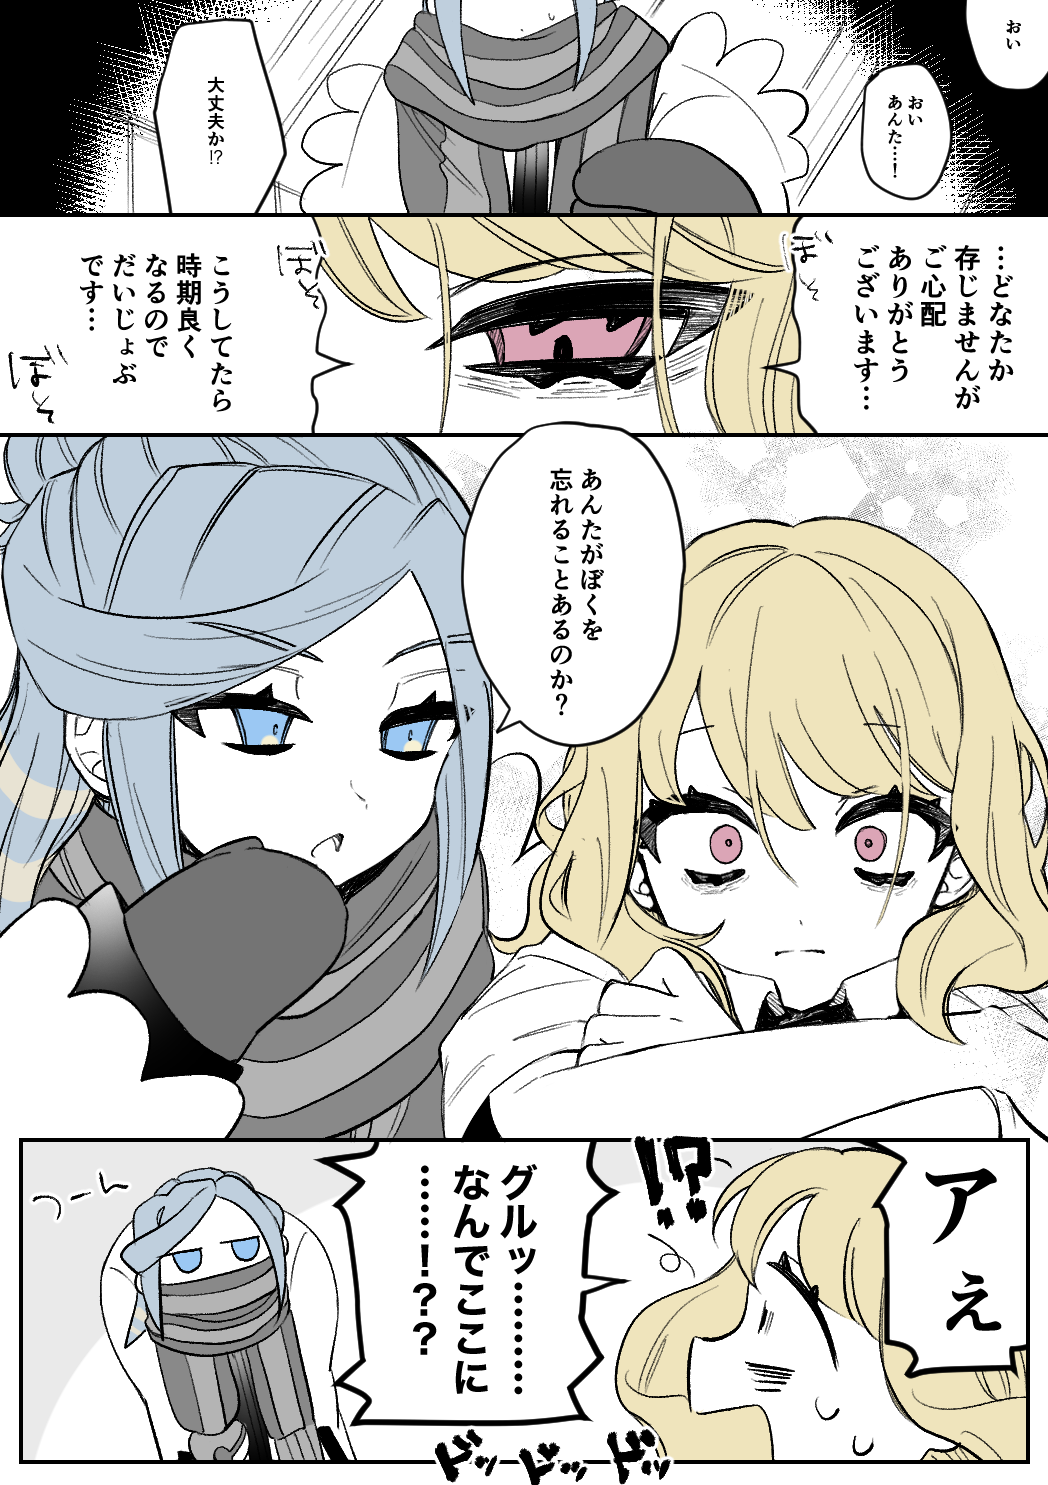 おい
おい
あんた…!
大丈夫か!?
…どなたか
存じませんが
ご心配
ありがとう
ございます…
ぼや
ぼや
こうしてたら
時期良く
なるので
だいじょぶ
です…
ぼや
あんたがぼくを
忘れることあるのか?
アえ
!?
グルッ………
なんでここに
……!??
つーん
ドッドッドッ